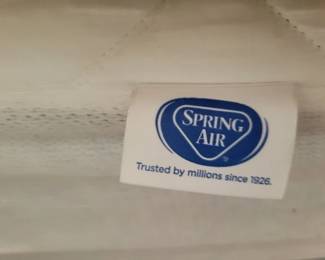 SPRING
AIR
®
Trusted by millions since 1926.